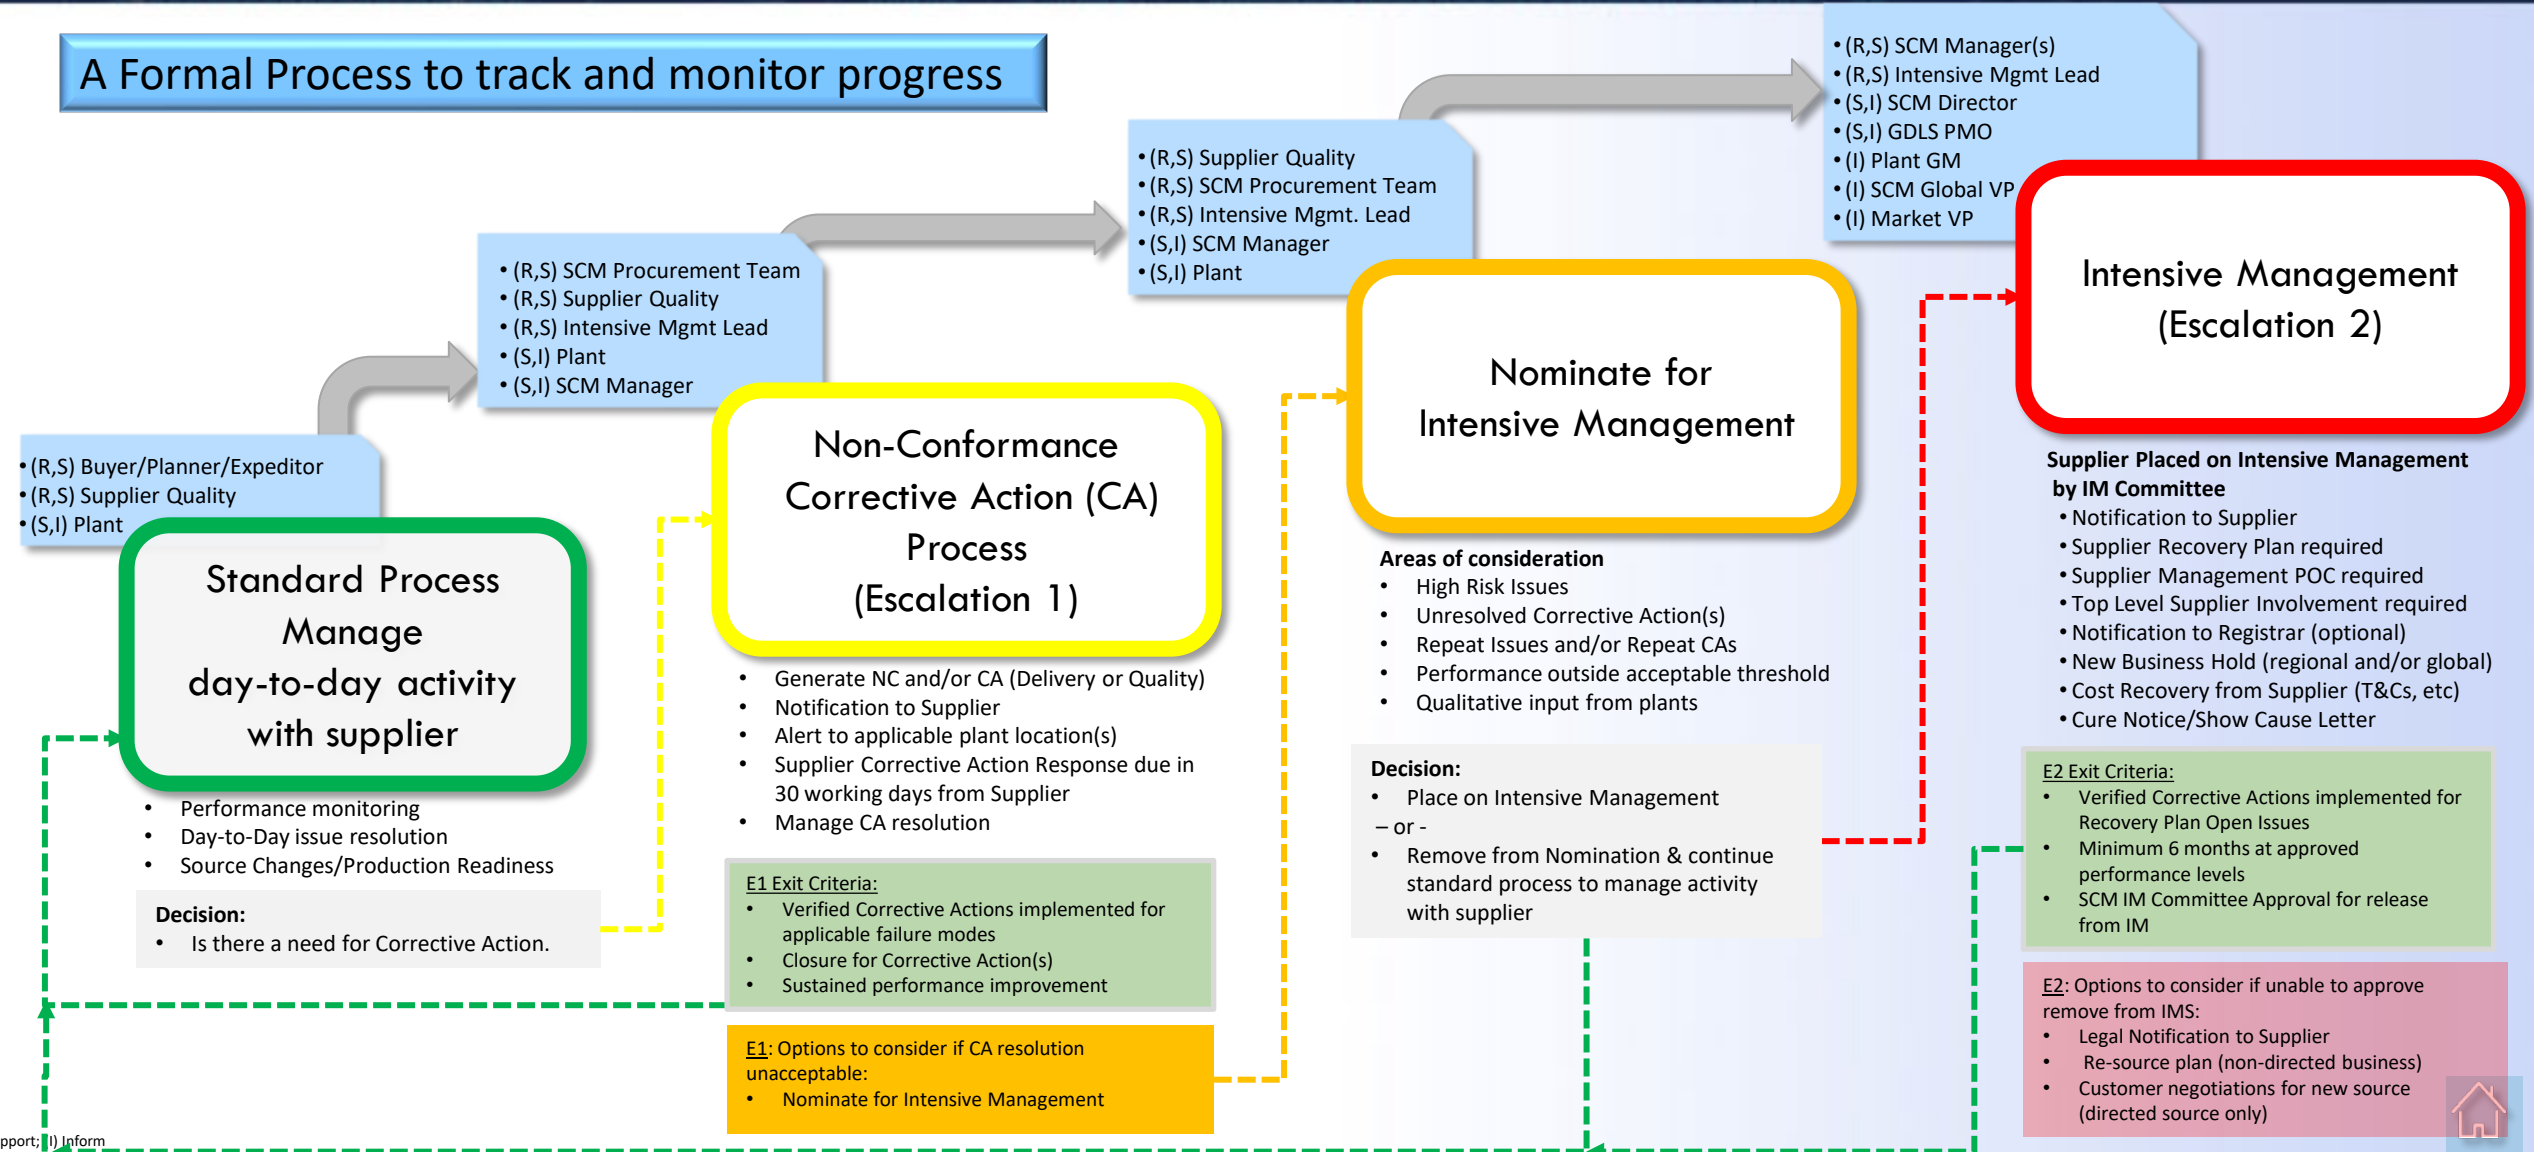 A Formal Process to track and monitor progress
• (R,S) Buyer/Planner/Expeditor
• (R,S) Supplier Quality
• (S,I) Plant
Standard Process
Manage
day-to-day activity
with supplier
• Performance monitoring
• Day-to-Day issue resolution
• Source Changes/Production Readiness
Decision:
• Is there a need for Corrective Action.
• (R,S) SCM Procurement Team
• (R,S) Supplier Quality
• (R,S) Intensive Mgmt Lead
• (S,I) Plant
• (S,I) SCM Manager
Non-Conformance
Corrective Action (CA)
Process
(Escalation 1)
• Generate NC and/or CA (Delivery or Quality)
• Notification to Supplier
• Alert to applicable plant location(s)
• Supplier Corrective Action Response due in
30 working days from Supplier
• Manage CA resolution
E1 Exit Criteria:
• Verified Corrective Actions implemented for
applicable failure modes
• Closure for Corrective Action(s)
• Sustained performance improvement
E1: Options to consider if CA resolution
unacceptable:
• Nominate for Intensive Management
• (R,S) Supplier Quality
• (R,S) SCM Procurement Team
• (R,S) Intensive Mgmt. Lead
• (S,I) SCM Manager
• (S,I) Plant
Nominate for
Intensive Management
Areas of consideration
• High Risk Issues
• Unresolved Corrective Action(s)
• Repeat Issues and/or Repeat CAs
• Performance outside acceptable threshold
• Qualitative input from plants
Decision:
• Place on Intensive Management
– or -
• Remove from Nomination & continue
standard process to manage activity
with supplier
• (R,S) SCM Manager(s)
• (R,S) Intensive Mgmt Lead
• (S,I) SCM Director
• (S,I) GDLS PMO
• (I) Plant GM
• (I) SCM Global VP
• (I) Market VP
Intensive Management
(Escalation 2)
Supplier Placed on Intensive Management
by IM Committee
• Notification to Supplier
• Supplier Recovery Plan required
• Supplier Management POC required
• Top Level Supplier Involvement required
• Notification to Registrar (optional)
• New Business Hold (regional and/or global)
• Cost Recovery from Supplier (T&Cs, etc)
• Cure Notice/Show Cause Letter
E2 Exit Criteria:
• Verified Corrective Actions implemented for
Recovery Plan Open Issues
• Minimum 6 months at approved
performance levels
• SCM IM Committee Approval for release
from IM
E2: Options to consider if unable to approve
remove from IMS:
• Legal Notification to Supplier
• Re-source plan (non-directed business)
• Customer negotiations for new source
(directed source only)
pport; I) Inform